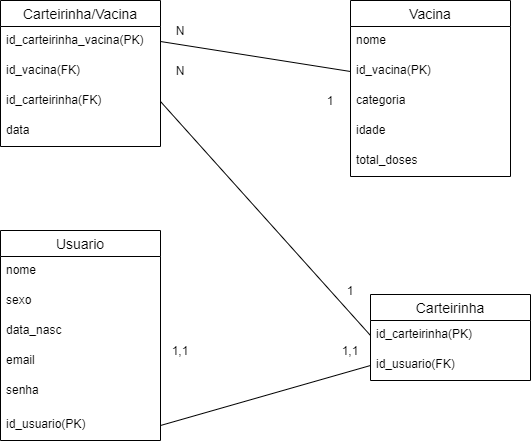 Carteirinha/Vacina
id_carteirinha_vacina(PK)
id_vacina(FK)
id_carteirinha(FK)
data
N
N
1
Vacina
nome
id_vacina(PK)
categoria
idade
total_doses
Usuario
nome
sexo
data_nasc
email
senha
id_usuario(PK)
1,1
1
1,1
Carteirinha
id_carteirinha(PK)
id_usuario(FK)